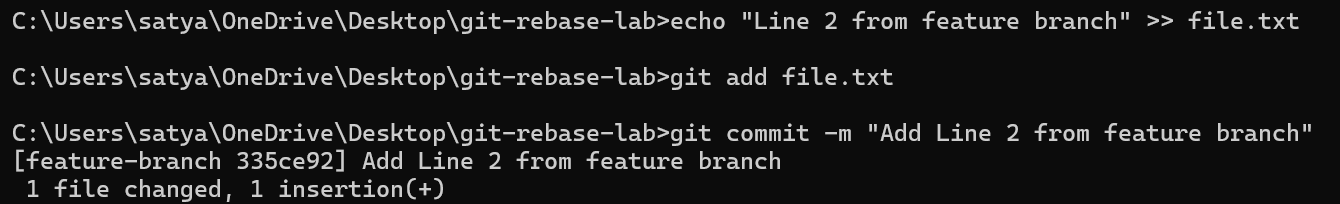 C:\Users\satya\OneDrive\Desktop\git-rebase-lab>echo "Line 2 from feature branch" >> file.txt
C:\Users\satya\OneDrive\Desktop\git-rebase-lab>git add file.txt
C:\Users\satya\OneDrive\Desktop\git-rebase-lab>git commit -m "Add Line 2 from feature branch"
[feature-branch 335ce92] Add Line 2 from feature branch
 1 file changed, 1 insertion(+)